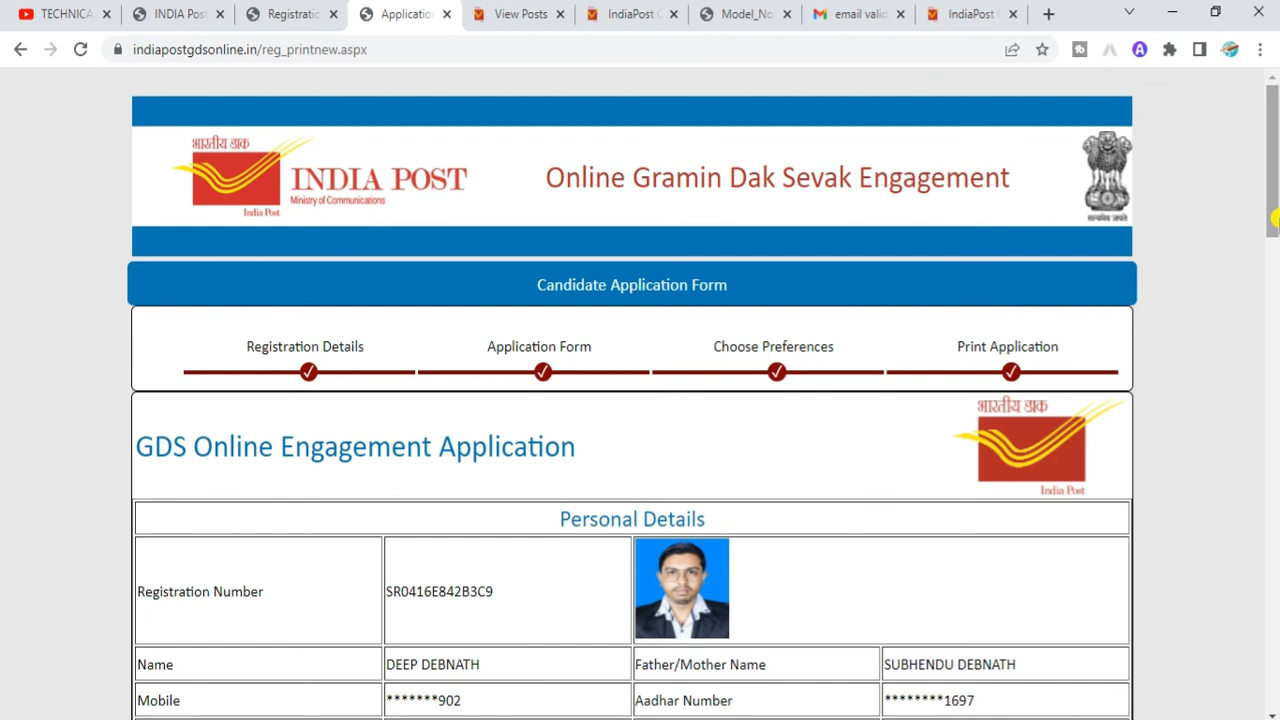 TECHNICA
INDIA Pos
Registratio
Applicatio
View Posts
IndiaPost
Model_No
email valid
IndiaPost
indiapostgdsonline.in/reg_printnew.aspx
भारतीय डाक
India Post
INDIA POST
Ministry of Communications
Online Gramin Dak Sevak Engagement
सत्यमेव जयते
Candidate Application Form
Registration Details
Application Form
Choose Preferences
Print Application
GDS Online Engagement Application
भारतीय डाक
India Post
Personal Details
Registration Number
SR0416E842B3C9
Name
DEEP DEBNATH
Father/Mother Name
SUBHENDU DEBNATH
Mobile
*******902
Aadhar Number
********1697